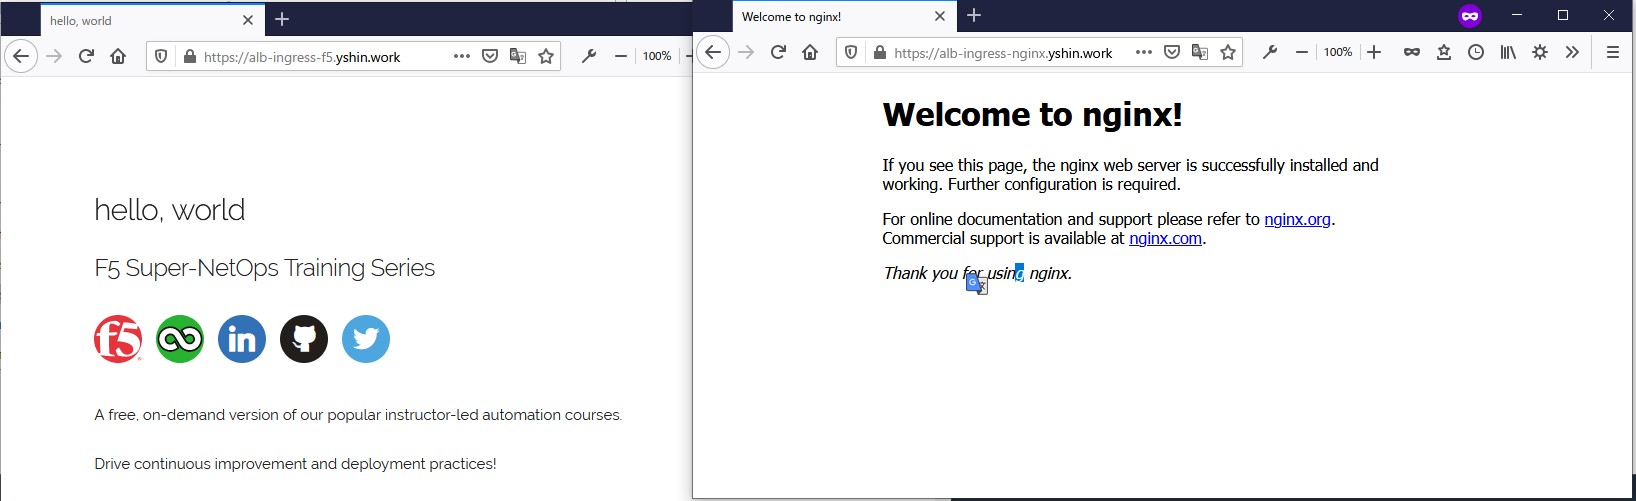 hello, world
https://alb-ingress-f5.yshin.work
100%
hello, world
F5 Super-NetOps Training Series
f5
in
A free, on-demand version of our popular instructor-led automation courses.
Drive continuous improvement and deployment practices!
Welcome to nginx!
https://alb-ingress-nginx.yshin.work
100%
Welcome to nginx!
If you see this page, the nginx web server is successfully installed and
working. Further configuration is required.
For online documentation and support please refer to nginx.org.
Commercial support is available at nginx.com.
Thank you for using nginx.